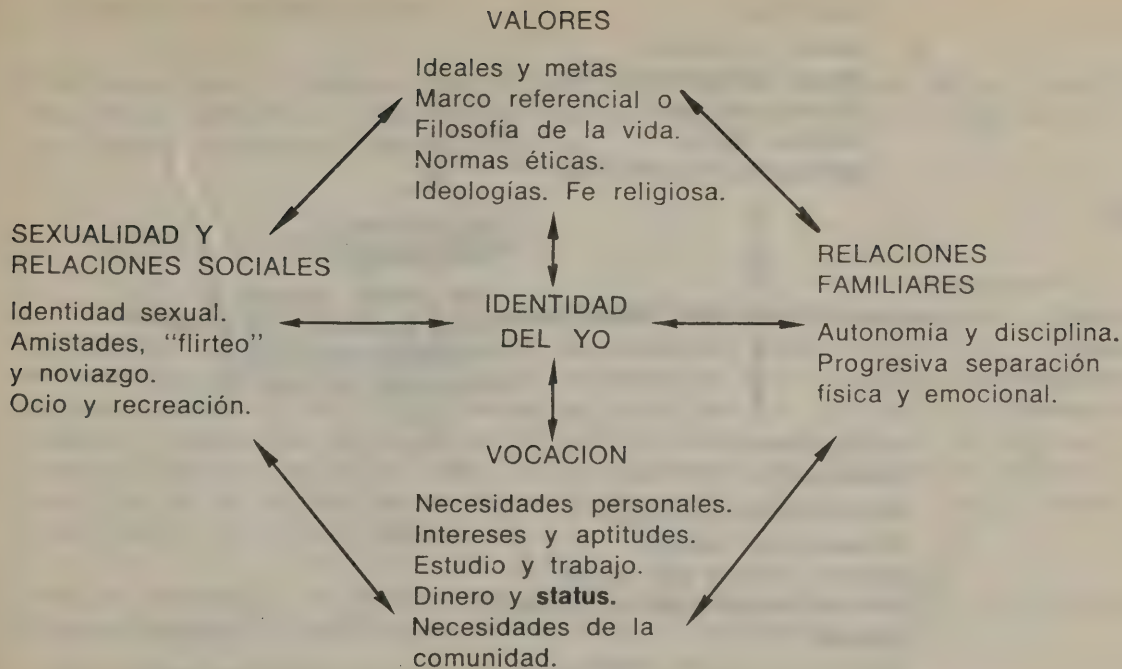 VALORES
Ideales y metas
Marco referencial o
Filosofía de la vida.
Normas éticas.
Ideologías. Fe religiosa.
SEXUALIDAD Y
RELACIONES SOCIALES
Identidad sexual.
Amistades, “flirteo”
y noviazgo.
Ocio y recreación.
IDENTIDAD
DEL YO
RELACIONES
FAMILIARES
Autonomía y disciplina.
Progresiva separación
física y emocional.
VOCACION
Necesidades personales.
Intereses y aptitudes.
Estudio y trabajo.
Dinero y status.
Necesidades de la
comunidad.